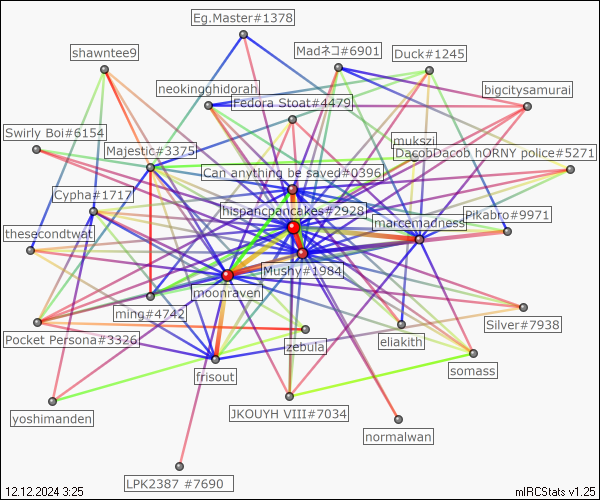 Eg.Master#1378
shawntee9
Madネコ#6901
Duck#1245
neokingghidorah
bigcitysamurai
Fedora Stoat#4479
Swirly Boi#6154
Majestic#3375
mukszi
DacobDacob hORNY police#5271
Can anything be saved#0396
Cypha#1717
hispancpancakes#2928
marcemadness
Pikabro#9971
thesecondtwat
Mushy#1984
moonraven
ming#4742
Pocket Persona#3326
zebula
eliakith
Silver#7938
frisout
somass
yoshimanden
JKOUYH VIII#7034
normalwan
LPK2387 #7690
12.12.2024 3:25
mIRCStats v1.25